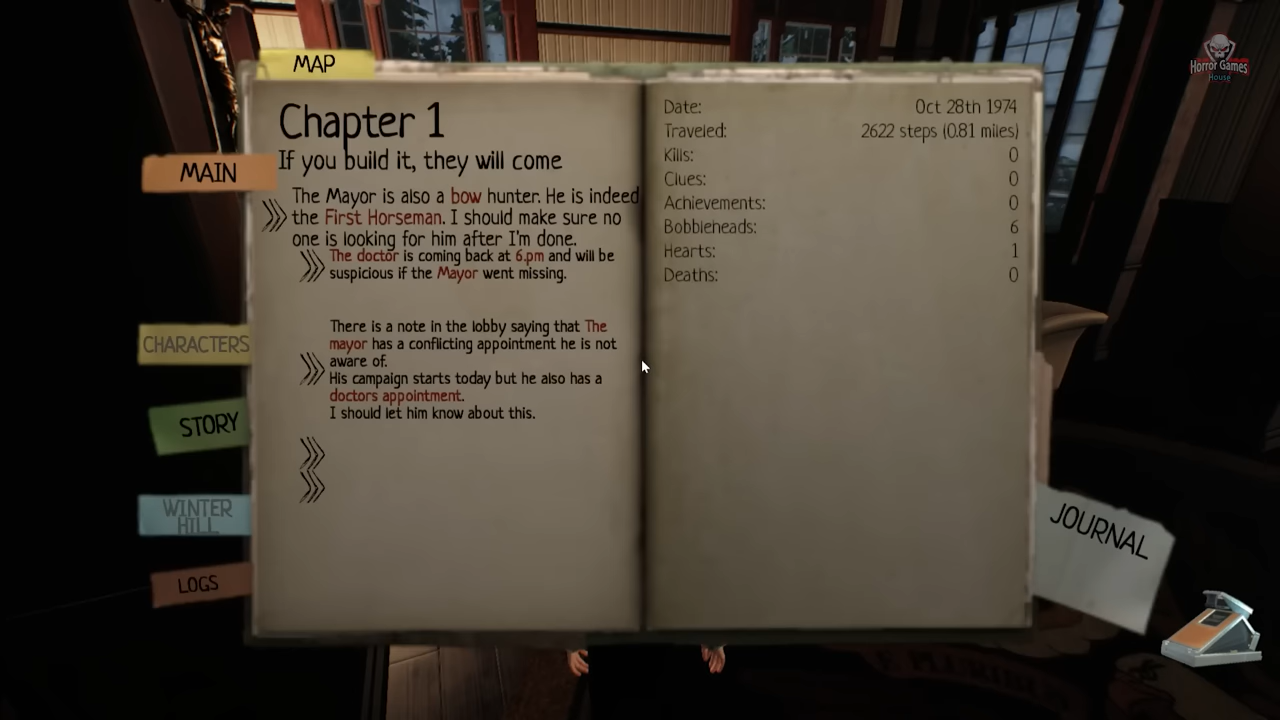 MAP
Horror Games
House
Chapter 1
If you build it, they will come
MAIN
The Mayor is also a bow hunter. He is indeed
the First Horseman. I should make sure no
one is looking for him after I'm done.
The doctor is coming back at 6.pm and will be
suspicious if the Mayor went missing.
There is a note in the lobby saying that The
mayor has a conflicting appointment he is not
aware of.
His campaign starts today but he also has a
doctors appointment.
I should let him know about this.
CHARACTERS
STORY
WINTER
HILL
LOGS
Date: Oct 28th 1974
Traveled: 2622 steps (0.81 miles)
Kills: 0
Clues: 0
Achievements: 0
Bobbleheads: 6
Hearts: 1
Deaths: 0
JOURNAL